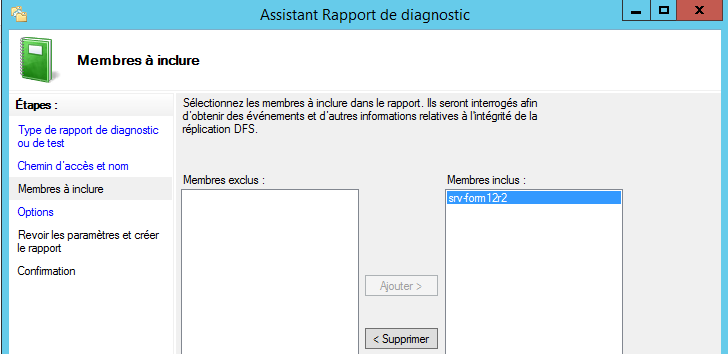 Assistant Rapport de diagnostic
Membres à inclure
Étapes :
Type de rapport de diagnostic
ou de test
Chemin d'accès et nom
Membres à inclure
Options
Revoir les paramètres et créer
le rapport
Confirmation
Sélectionnez les membres à inclure dans le rapport. Ils seront interrogés afin
d'obtenir des événements et d'autres informations relatives à l'intégrité de la
réplication DFS.
Membres exclus :
Membres inclus :
srv-form12r2
Ajouter >
< Supprimer